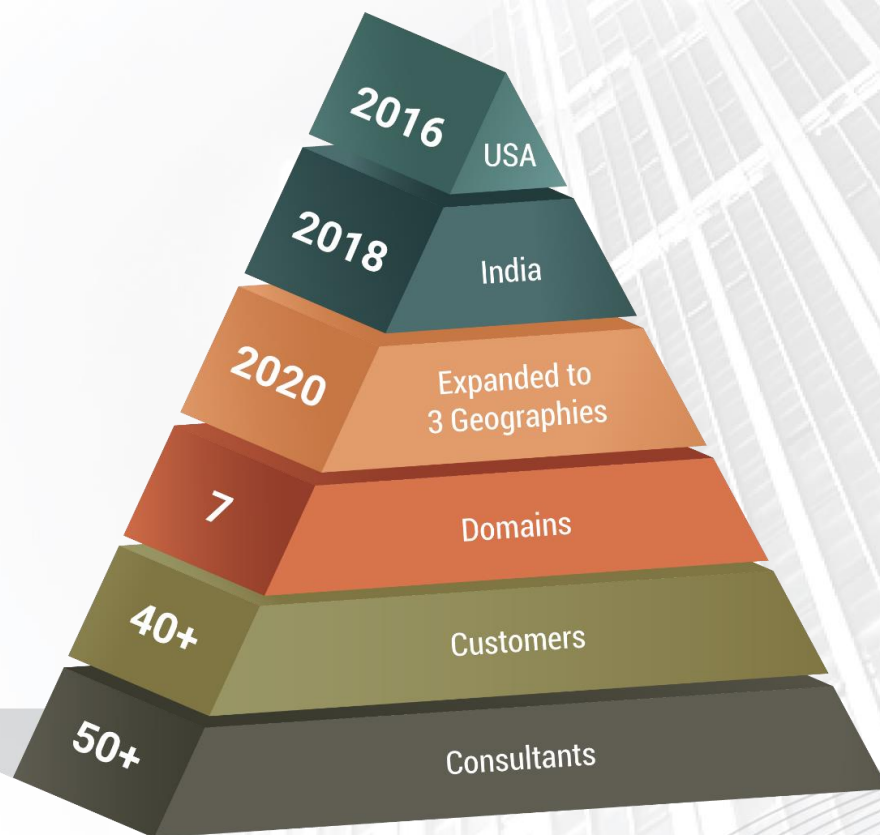 2016
USA
2018
India
2020
Expanded to
3 Geographies
7
Domains
40+
Customers
50+
Consultants